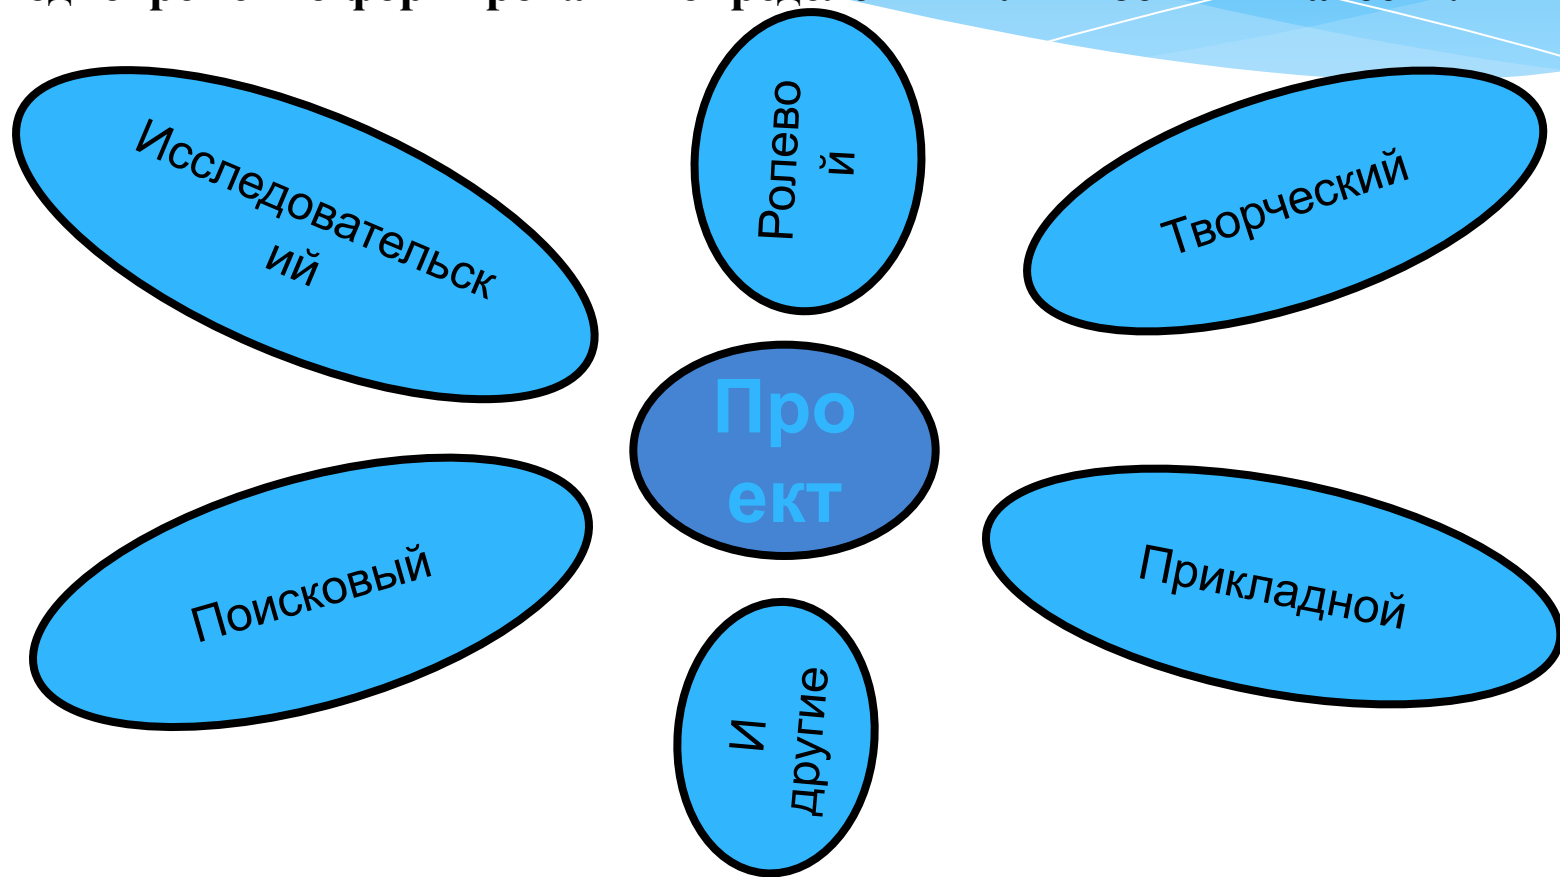 Ролево
й
Исследовательск
ий
Творческий
Про
ект
Поисковый
Прикладной
И
другие